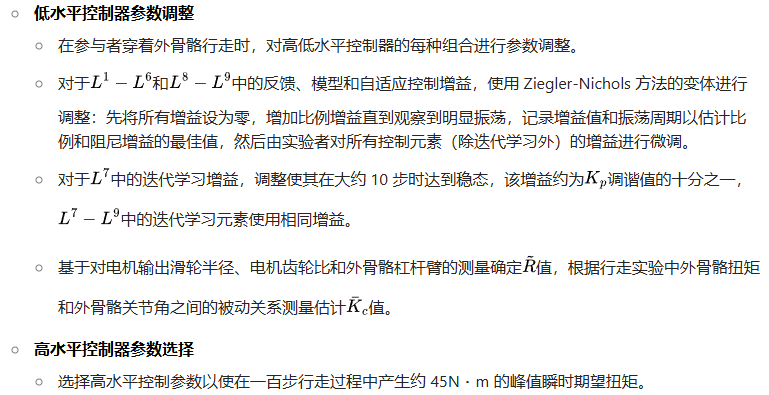 低水平控制器参数调整
在参与者穿着外骨骼行走时，对高低水平控制器的每种组合进行参数调整。
对于L¹ − L⁶和L⁸ − L⁹中的反馈、模型和自适应控制增益，使用 Ziegler-Nichols 方法的变体进行
调整：先将所有增益设为零，增加比例增益直到观察到明显振荡，记录增益值和振荡周期以估计比
例和阻尼增益的最佳值，然后由实验者对所有控制元素（除迭代学习外）的增益进行微调。
对于L⁷中的迭代学习增益，调整使其在大约 10 步时达到稳态，该增益约为Kₚ调谐值的十分之一，
L⁷ − L⁹中的迭代学习元素使用相同增益。
基于对电机输出滑轮半径、电机齿轮比和外骨骼杠杆臂的测量确定R̃值，根据行走实验中外骨骼扭矩
和外骨骼关节角之间的被动关系测量估计K̄c值。
高水平控制器参数选择
选择高水平控制参数以使在一百步行走过程中产生约 45N・m 的峰值瞬时期望扭矩。